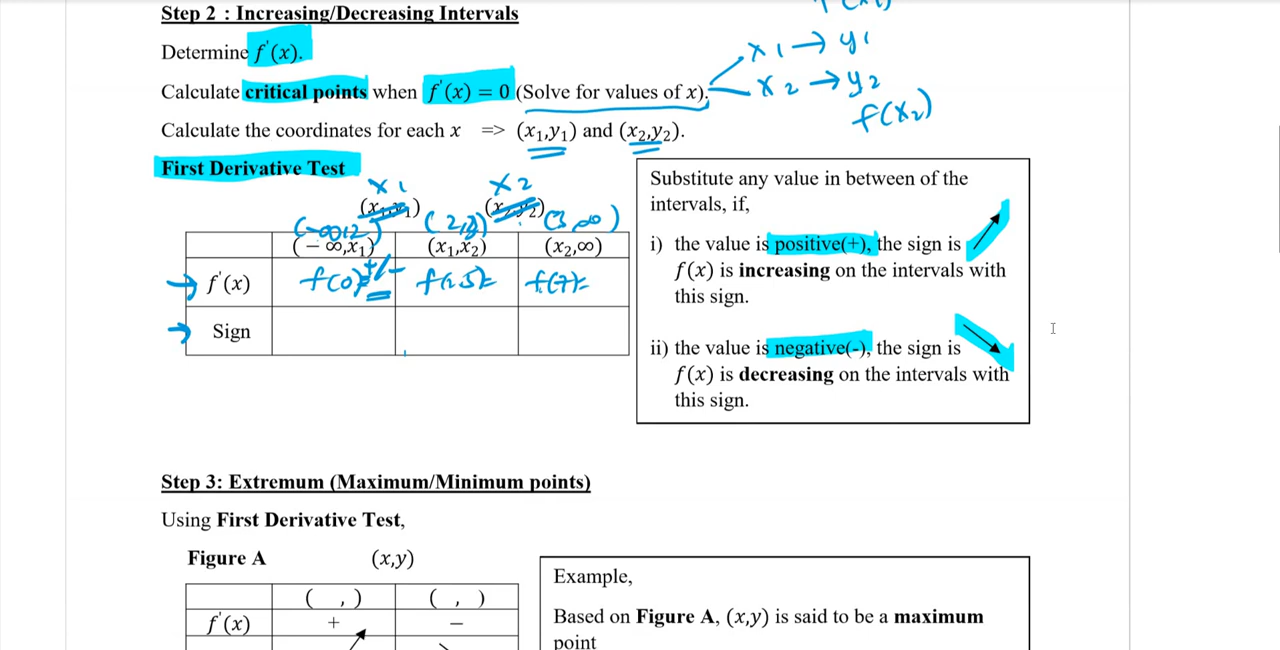 Step 2 : Increasing/Decreasing Intervals
Determine f'(x).
x1 → y1
Calculate critical points when f'(x) = 0 (Solve for values of x).
x2 → y2
f(x2)
Calculate the coordinates for each x => (x₁,y₁) and (x₂,y₂).
First Derivative Test
x1 x2
(-∞,2) (2,3) (3,∞)
(− ∞,x₁) (x₁,x₂) (x₂,∞)
f'(x) f(0)= +/-
Sign
Substitute any value in between of the
intervals, if,
i) the value is positive(+), the sign is
f(x) is increasing on the intervals with
this sign.
ii) the value is negative(-), the sign is
f(x) is decreasing on the intervals with
this sign.
Step 3: Extremum (Maximum/Minimum points)
Using First Derivative Test,
Figure A (x,y)
( , ) ( , )
f'(x) + −
Example,
Based on Figure A, (x,y) is said to be a maximum
point